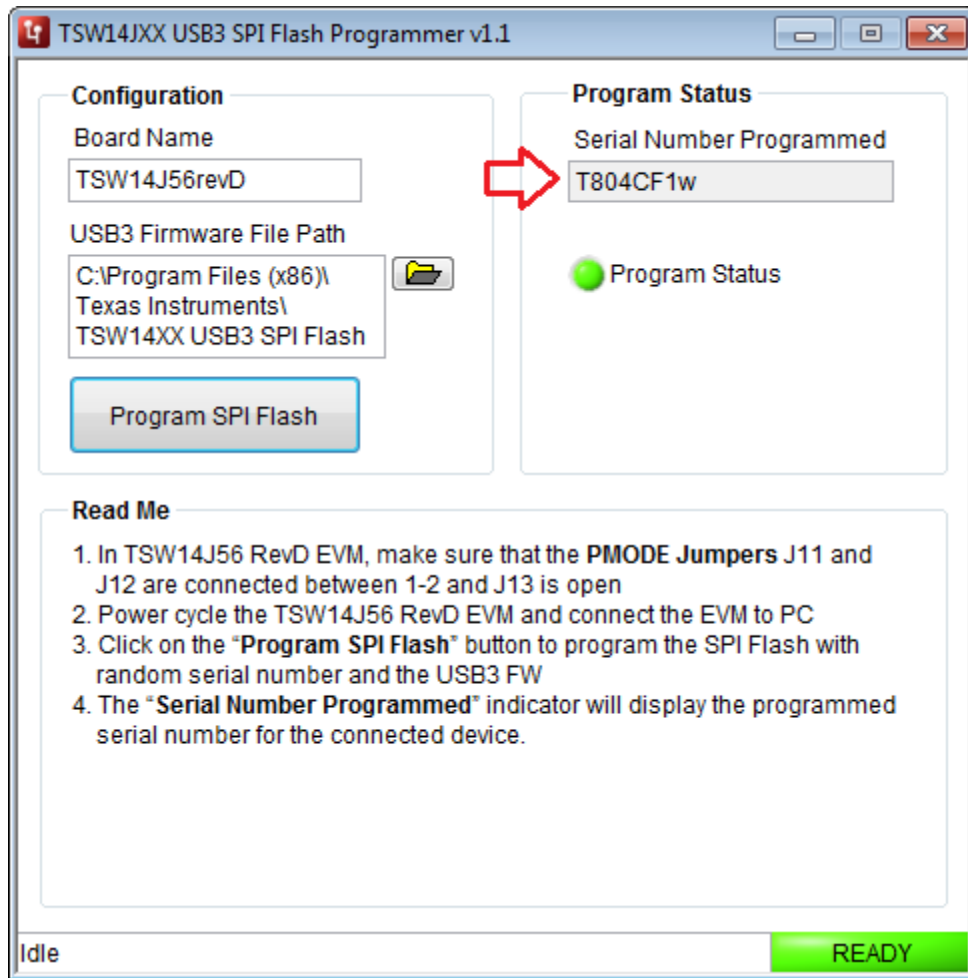 TSW14JXX USB3 SPI Flash Programmer v1.1
Configuration
Board Name
TSW14J56revD
USB3 Firmware File Path
C:\Program Files (x86)\
Texas Instruments\
TSW14XX USB3 SPI Flash
Program SPI Flash
Program Status
Serial Number Programmed
T804CF1w
Program Status
Read Me
1. In TSW14J56 RevD EVM, make sure that the PMODE Jumpers J11 and
J12 are connected between 1-2 and J13 is open
2. Power cycle the TSW14J56 RevD EVM and connect the EVM to PC
3. Click on the “Program SPI Flash” button to program the SPI Flash with
random serial number and the USB3 FW
4. The “Serial Number Programmed” indicator will display the programmed
serial number for the connected device.
Idle
READY